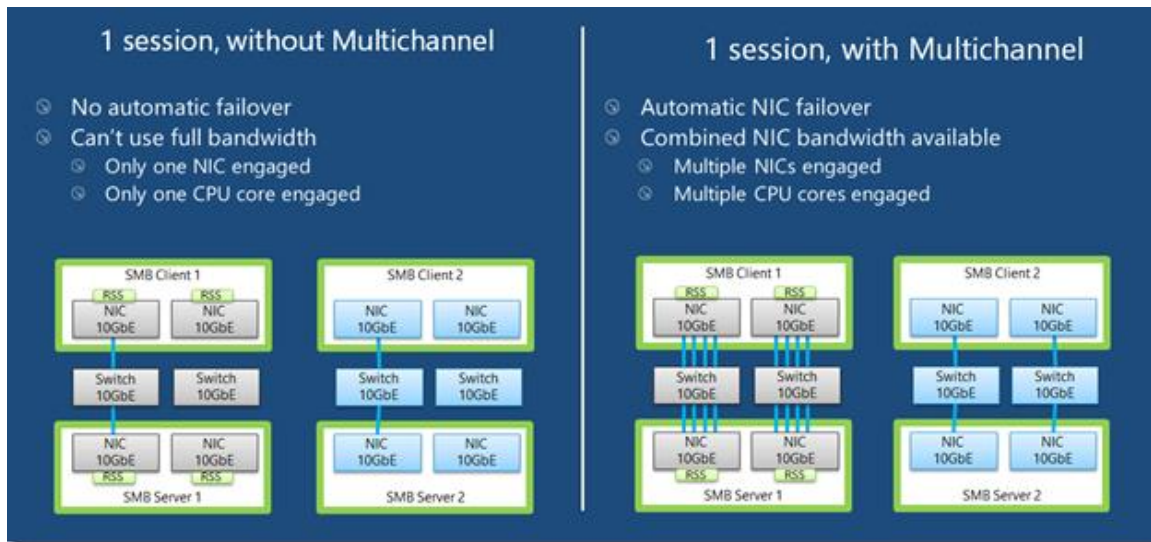 1 session, without Multichannel
No automatic failover
Can't use full bandwidth
Only one NIC engaged
Only one CPU core engaged
SMB Client 1
RSS RSS
NIC NIC
10GbE 10GbE
Switch Switch
10GbE 10GbE
NIC NIC
10GbE 10GbE
RSS RSS
SMB Server 1
SMB Client 2
NIC NIC
10GbE 10GbE
Switch Switch
10GbE 10GbE
NIC NIC
10GbE 10GbE
SMB Server 2
1 session, with Multichannel
Automatic NIC failover
Combined NIC bandwidth available
Multiple NICs engaged
Multiple CPU cores engaged
SMB Client 1
RSS RSS
NIC NIC
10GbE 10GbE
Switch Switch
10GbE 10GbE
NIC NIC
10GbE 10GbE
RSS RSS
SMB Server 1
SMB Client 2
NIC NIC
10GbE 10GbE
Switch Switch
10GbE 10GbE
NIC NIC
10GbE 10GbE
SMB Server 2